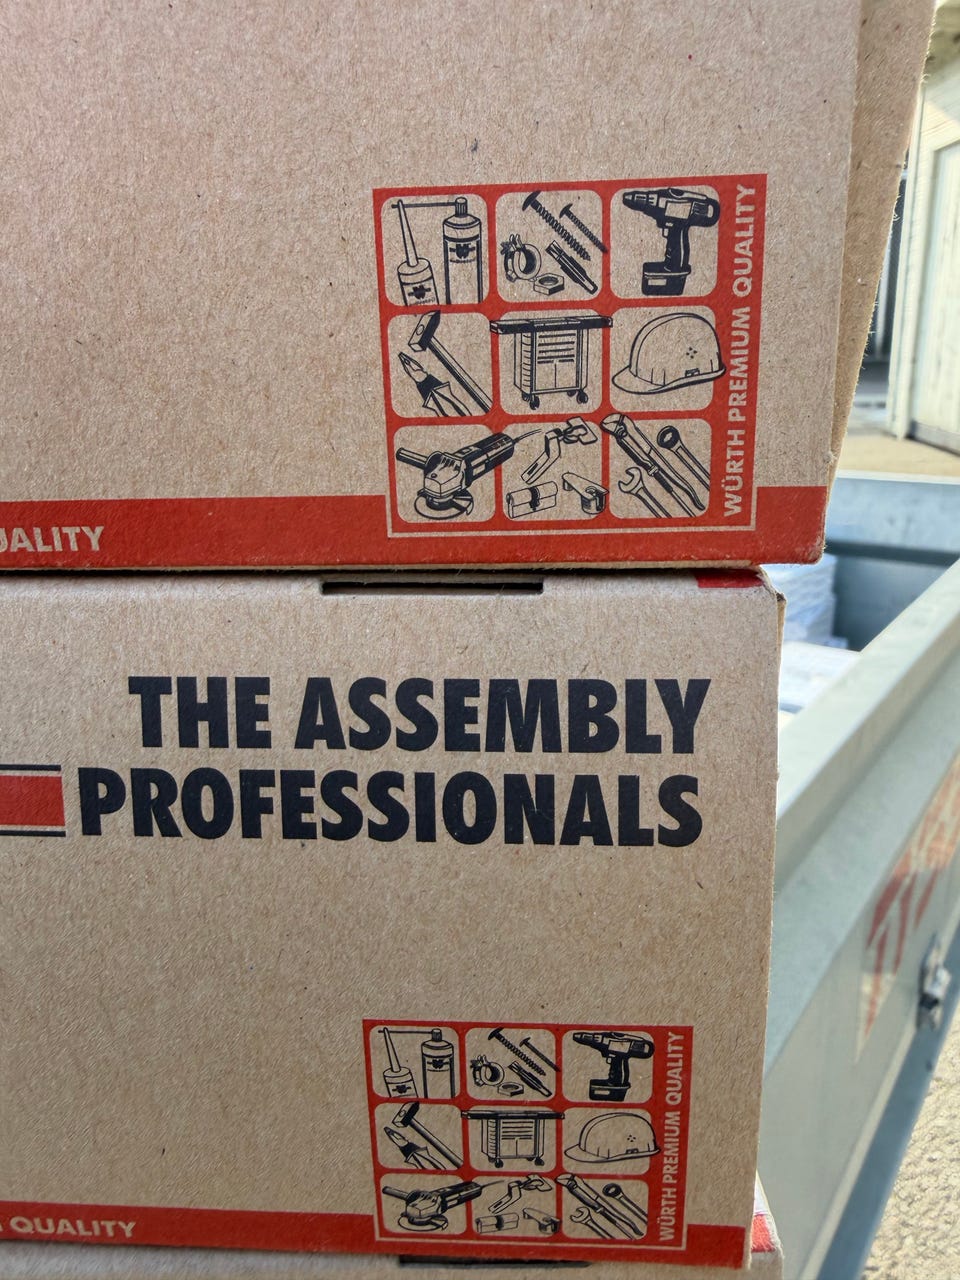 WÜRTH PREMIUM QUALITY
UALITY
THE ASSEMBLY
PROFESSIONALS
WÜRTH PREMIUM QUALITY
QUALITY